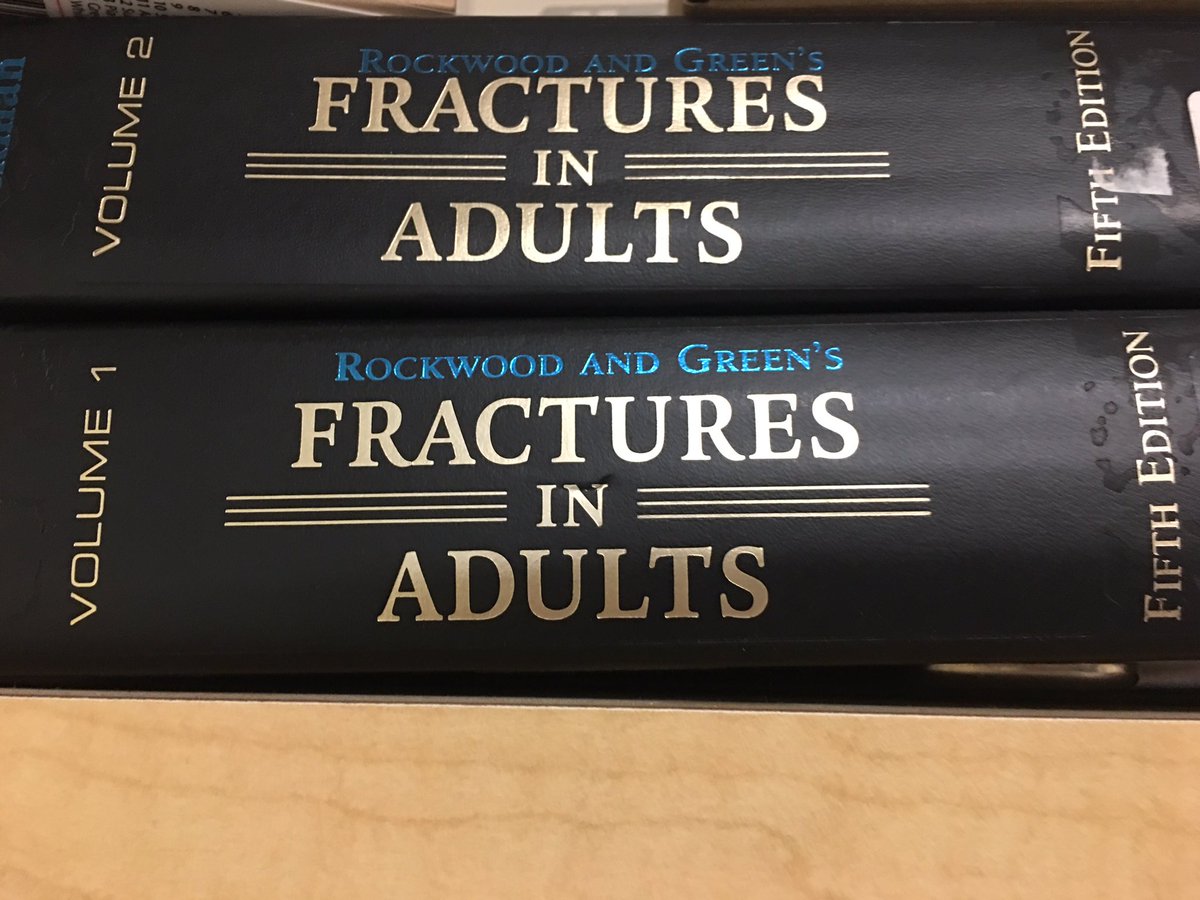 VOLUME 2
ROCKWOOD AND GREEN'S
FRACTURES
IN
ADULTS
FIFTH EDITION
VOLUME 1
ROCKWOOD AND GREEN'S
FRACTURES
IN
ADULTS
FIFTH EDITION